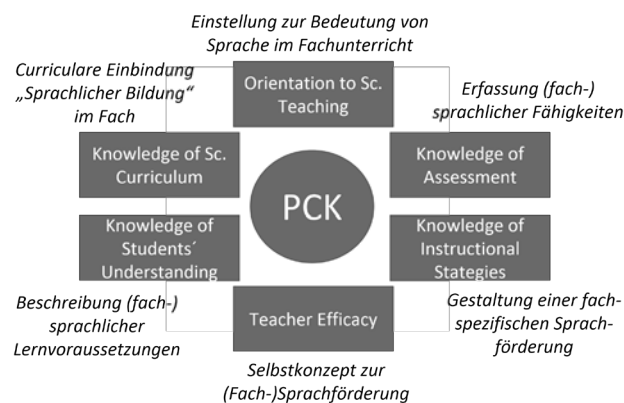 Einstellung zur Bedeutung von
Sprache im Fachunterricht
Curriculare Einbindung
„Sprachlicher Bildung“
im Fach
Orientation to Sc.
Teaching
Erfassung (fach-)
sprachlicher Fähigkeiten
Knowledge of Sc.
Curriculum
Knowledge of
Assessment
PCK
Knowledge of
Students´
Understanding
Knowledge of
Instructional
Stategies
Beschreibung (fach-)
sprachlicher
Lernvoraussetzungen
Teacher Efficacy
Gestaltung einer fach-
spezifischen Sprach-
förderung
Selbstkonzept zur
(Fach-)Sprachförderung